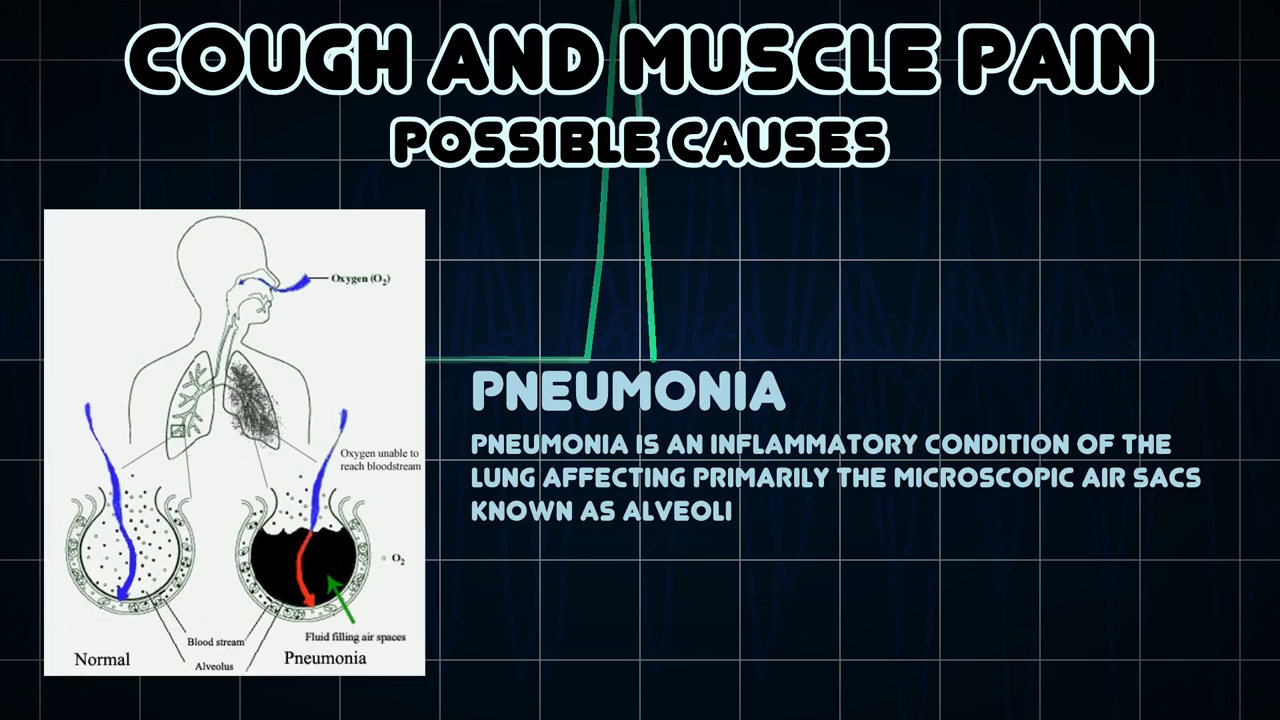 COUGH AND MUSCLE PAIN
POSSIBLE CAUSES
Oxygen (O₂)
Oxygen unable to
reach bloodstream
O₂
Blood stream
Fluid filling air spaces
Normal
Alveolus
Pneumonia
PNEUMONIA
PNEUMONIA IS AN INFLAMMATORY CONDITION OF THE
LUNG AFFECTING PRIMARILY THE MICROSCOPIC AIR SACS
KNOWN AS ALVEOLI